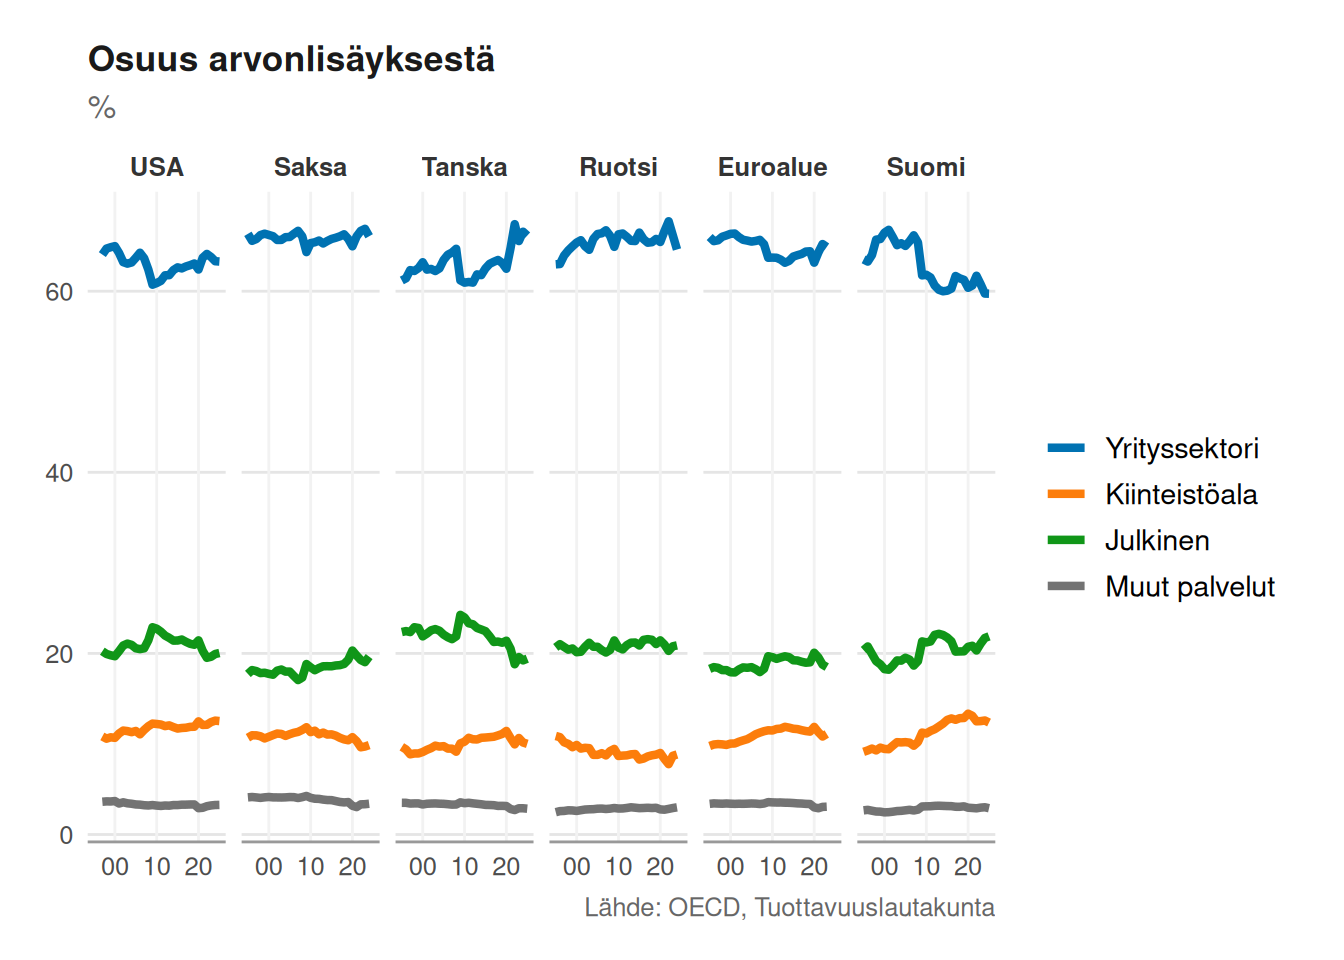 Osuus arvonlisäyksestä
%
USA Saksa Tanska Ruotsi Euroalue Suomi
60
40
20
0
00 10 20 00 10 20 00 10 20 00 10 20 00 10 20 00 10 20
Yrityssektori
Kiinteistöala
Julkinen
Muut palvelut
Lähde: OECD, Tuottavuuslautakunta